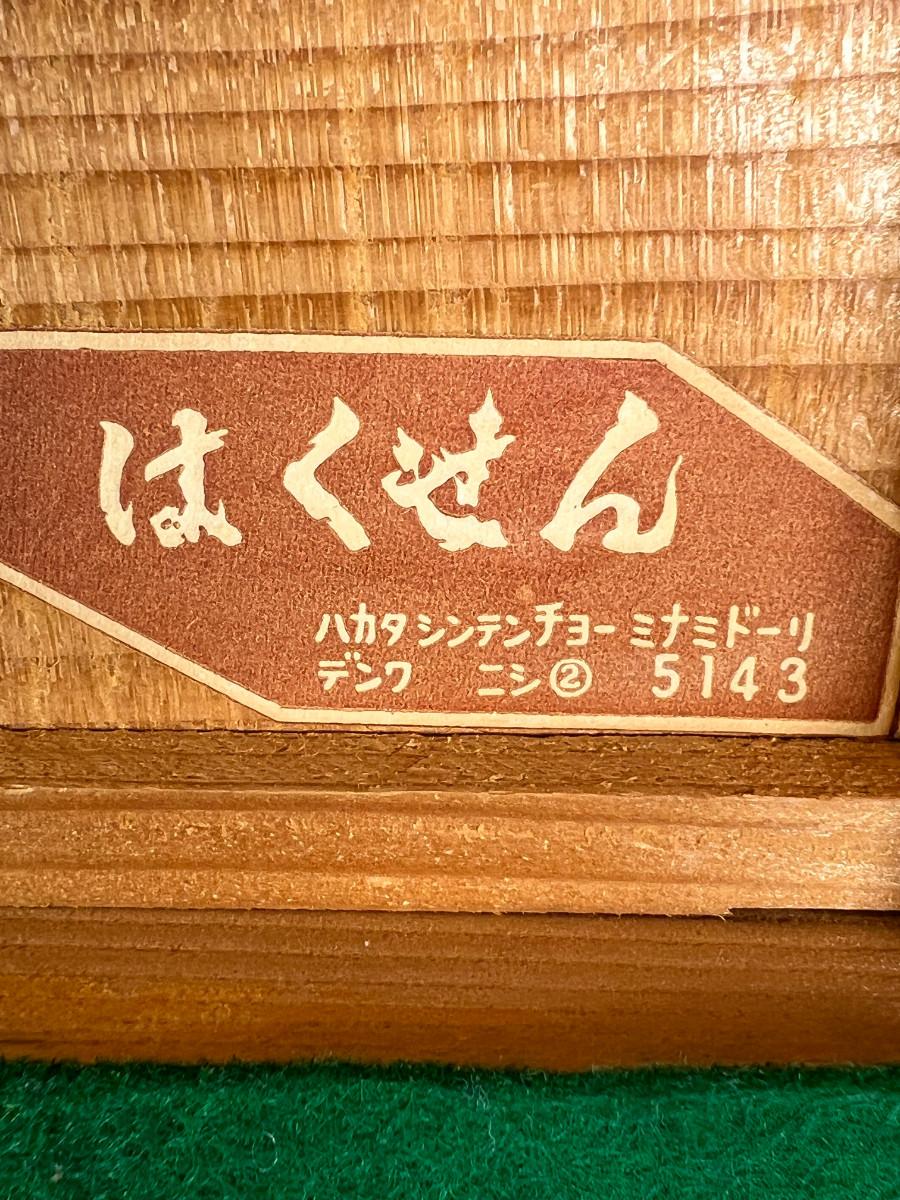 はくせん
ハカタシンテンチョー ミナミドーリ
デンワ ニシ② 5143